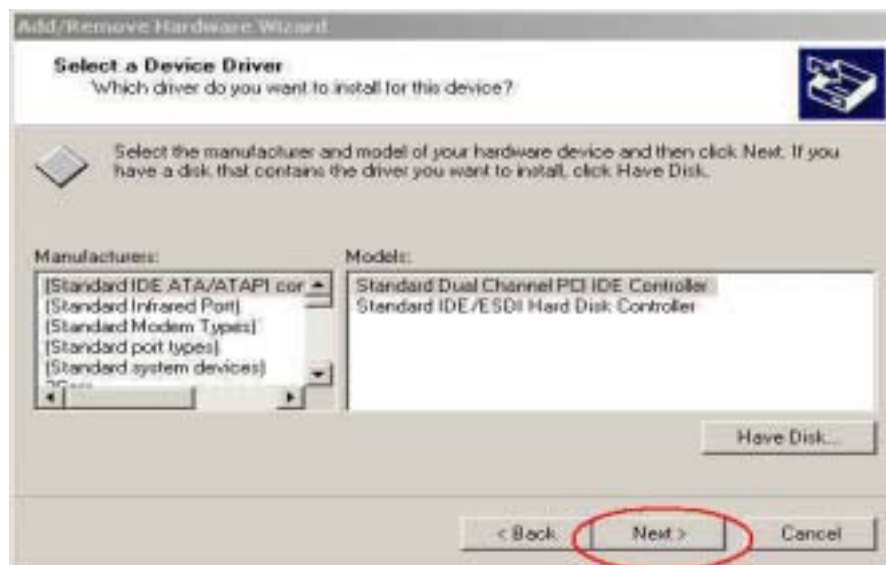 Add/Remove Hardware Wizard
Select a Device Driver
Which driver do you want to install for this device?
Select the manufacturer and model of your hardware device and then click Next. If you
have a disk that contains the driver you want to install, click Have Disk.
Manufacturers:
(Standard IDE ATA/ATAPI cor
(Standard Infrared Port)
(Standard Modem Types)
(Standard port types)
(Standard system devices)
Models:
Standard Dual Channel PCI IDE Controller
Standard IDE/ESDI Hard Disk Controller
Have Disk...
< Back
Next >
Cancel